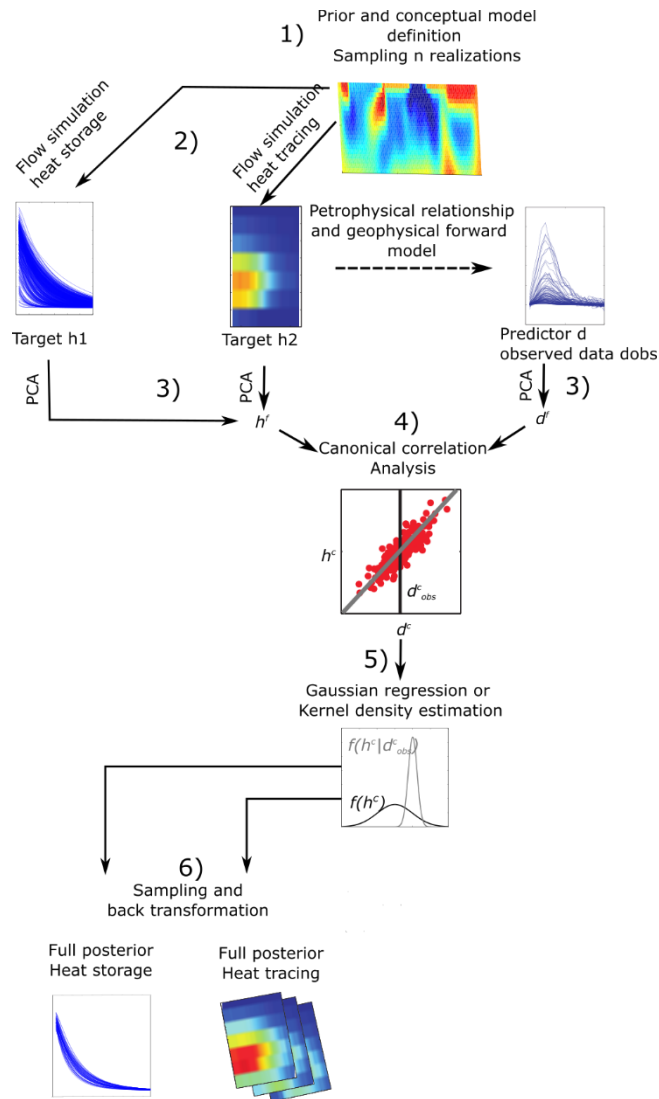 1)
Prior and conceptual model
definition
Sampling n realizations
2)
Flow simulation
heat storage
Flow simulation
heat tracing
Petrophysical relationship
and geophysical forward
model
Target h1
Target h2
Predictor d
observed data dobs
PCA
3)
PCA
PCA
3)
hᶠ
dᶠ
4)
Canonical correlation
Analysis
hᶜ
dᶜobs
dᶜ
5)
Gaussian regression or
Kernel density estimation
f(hᶜ|dᶜobs)
f(hᶜ)
6)
Sampling and
back transformation
Full posterior
Heat storage
Full posterior
Heat tracing